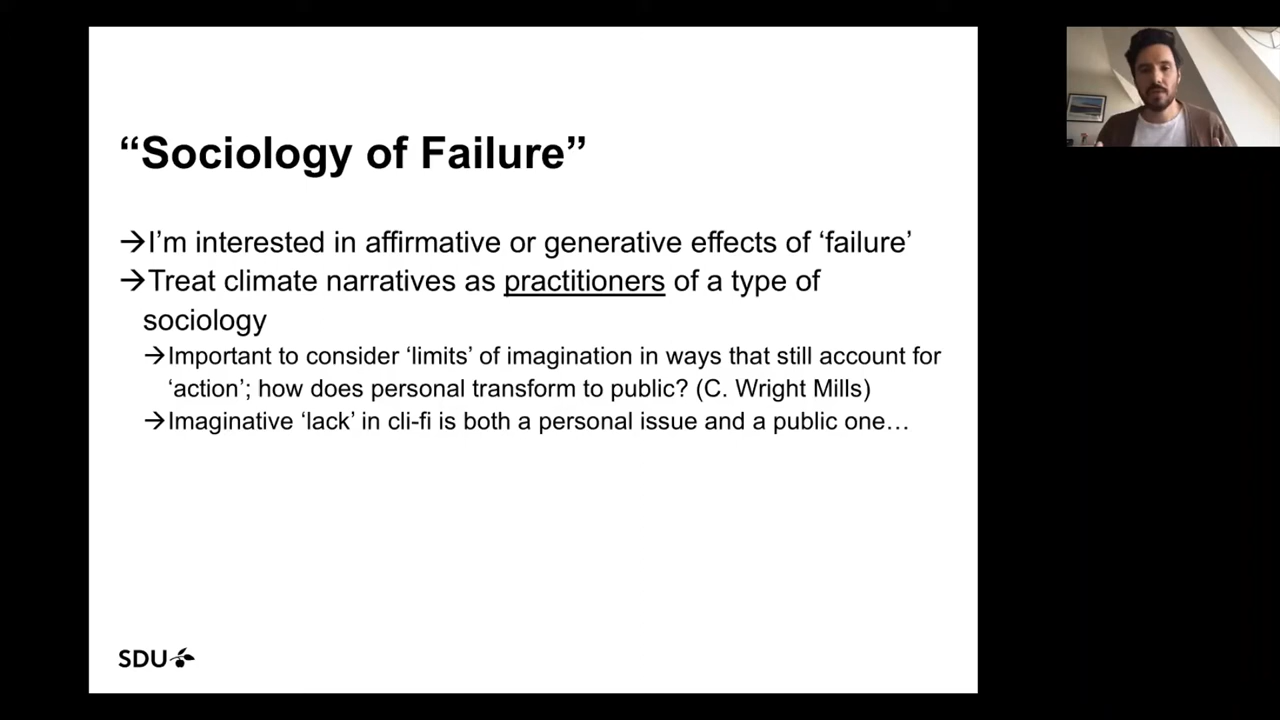 “Sociology of Failure”
→I’m interested in affirmative or generative effects of ‘failure’
→Treat climate narratives as practitioners of a type of
sociology
→Important to consider ‘limits’ of imagination in ways that still account for
‘action’; how does personal transform to public? (C. Wright Mills)
→Imaginative ‘lack’ in cli-fi is both a personal issue and a public one…
SDU